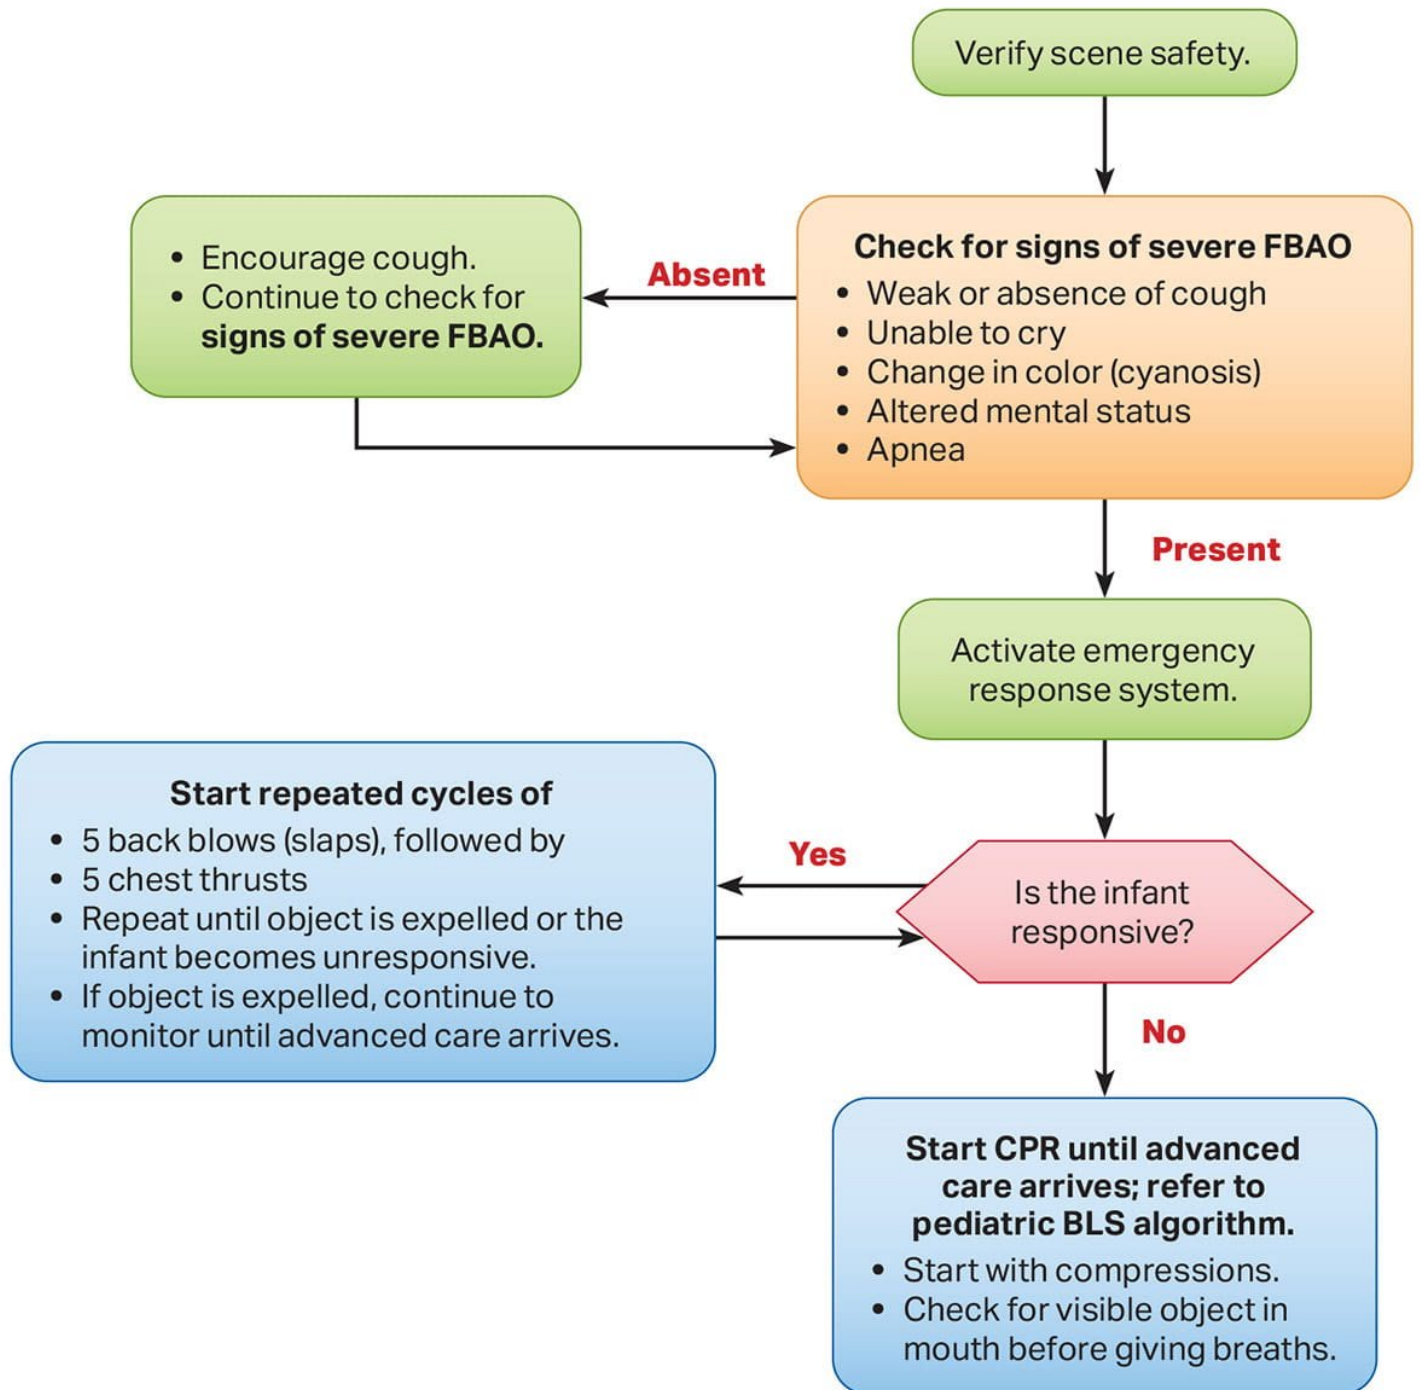 Verify scene safety.
Check for signs of severe FBAO
• Weak or absence of cough
• Unable to cry
• Change in color (cyanosis)
• Altered mental status
• Apnea
Absent
• Encourage cough.
• Continue to check for
signs of severe FBAO.
Present
Activate emergency
response system.
Is the infant
responsive?
Yes
Start repeated cycles of
• 5 back blows (slaps), followed by
• 5 chest thrusts
• Repeat until object is expelled or the
infant becomes unresponsive.
• If object is expelled, continue to
monitor until advanced care arrives.
No
Start CPR until advanced
care arrives; refer to
pediatric BLS algorithm.
• Start with compressions.
• Check for visible object in
mouth before giving breaths.